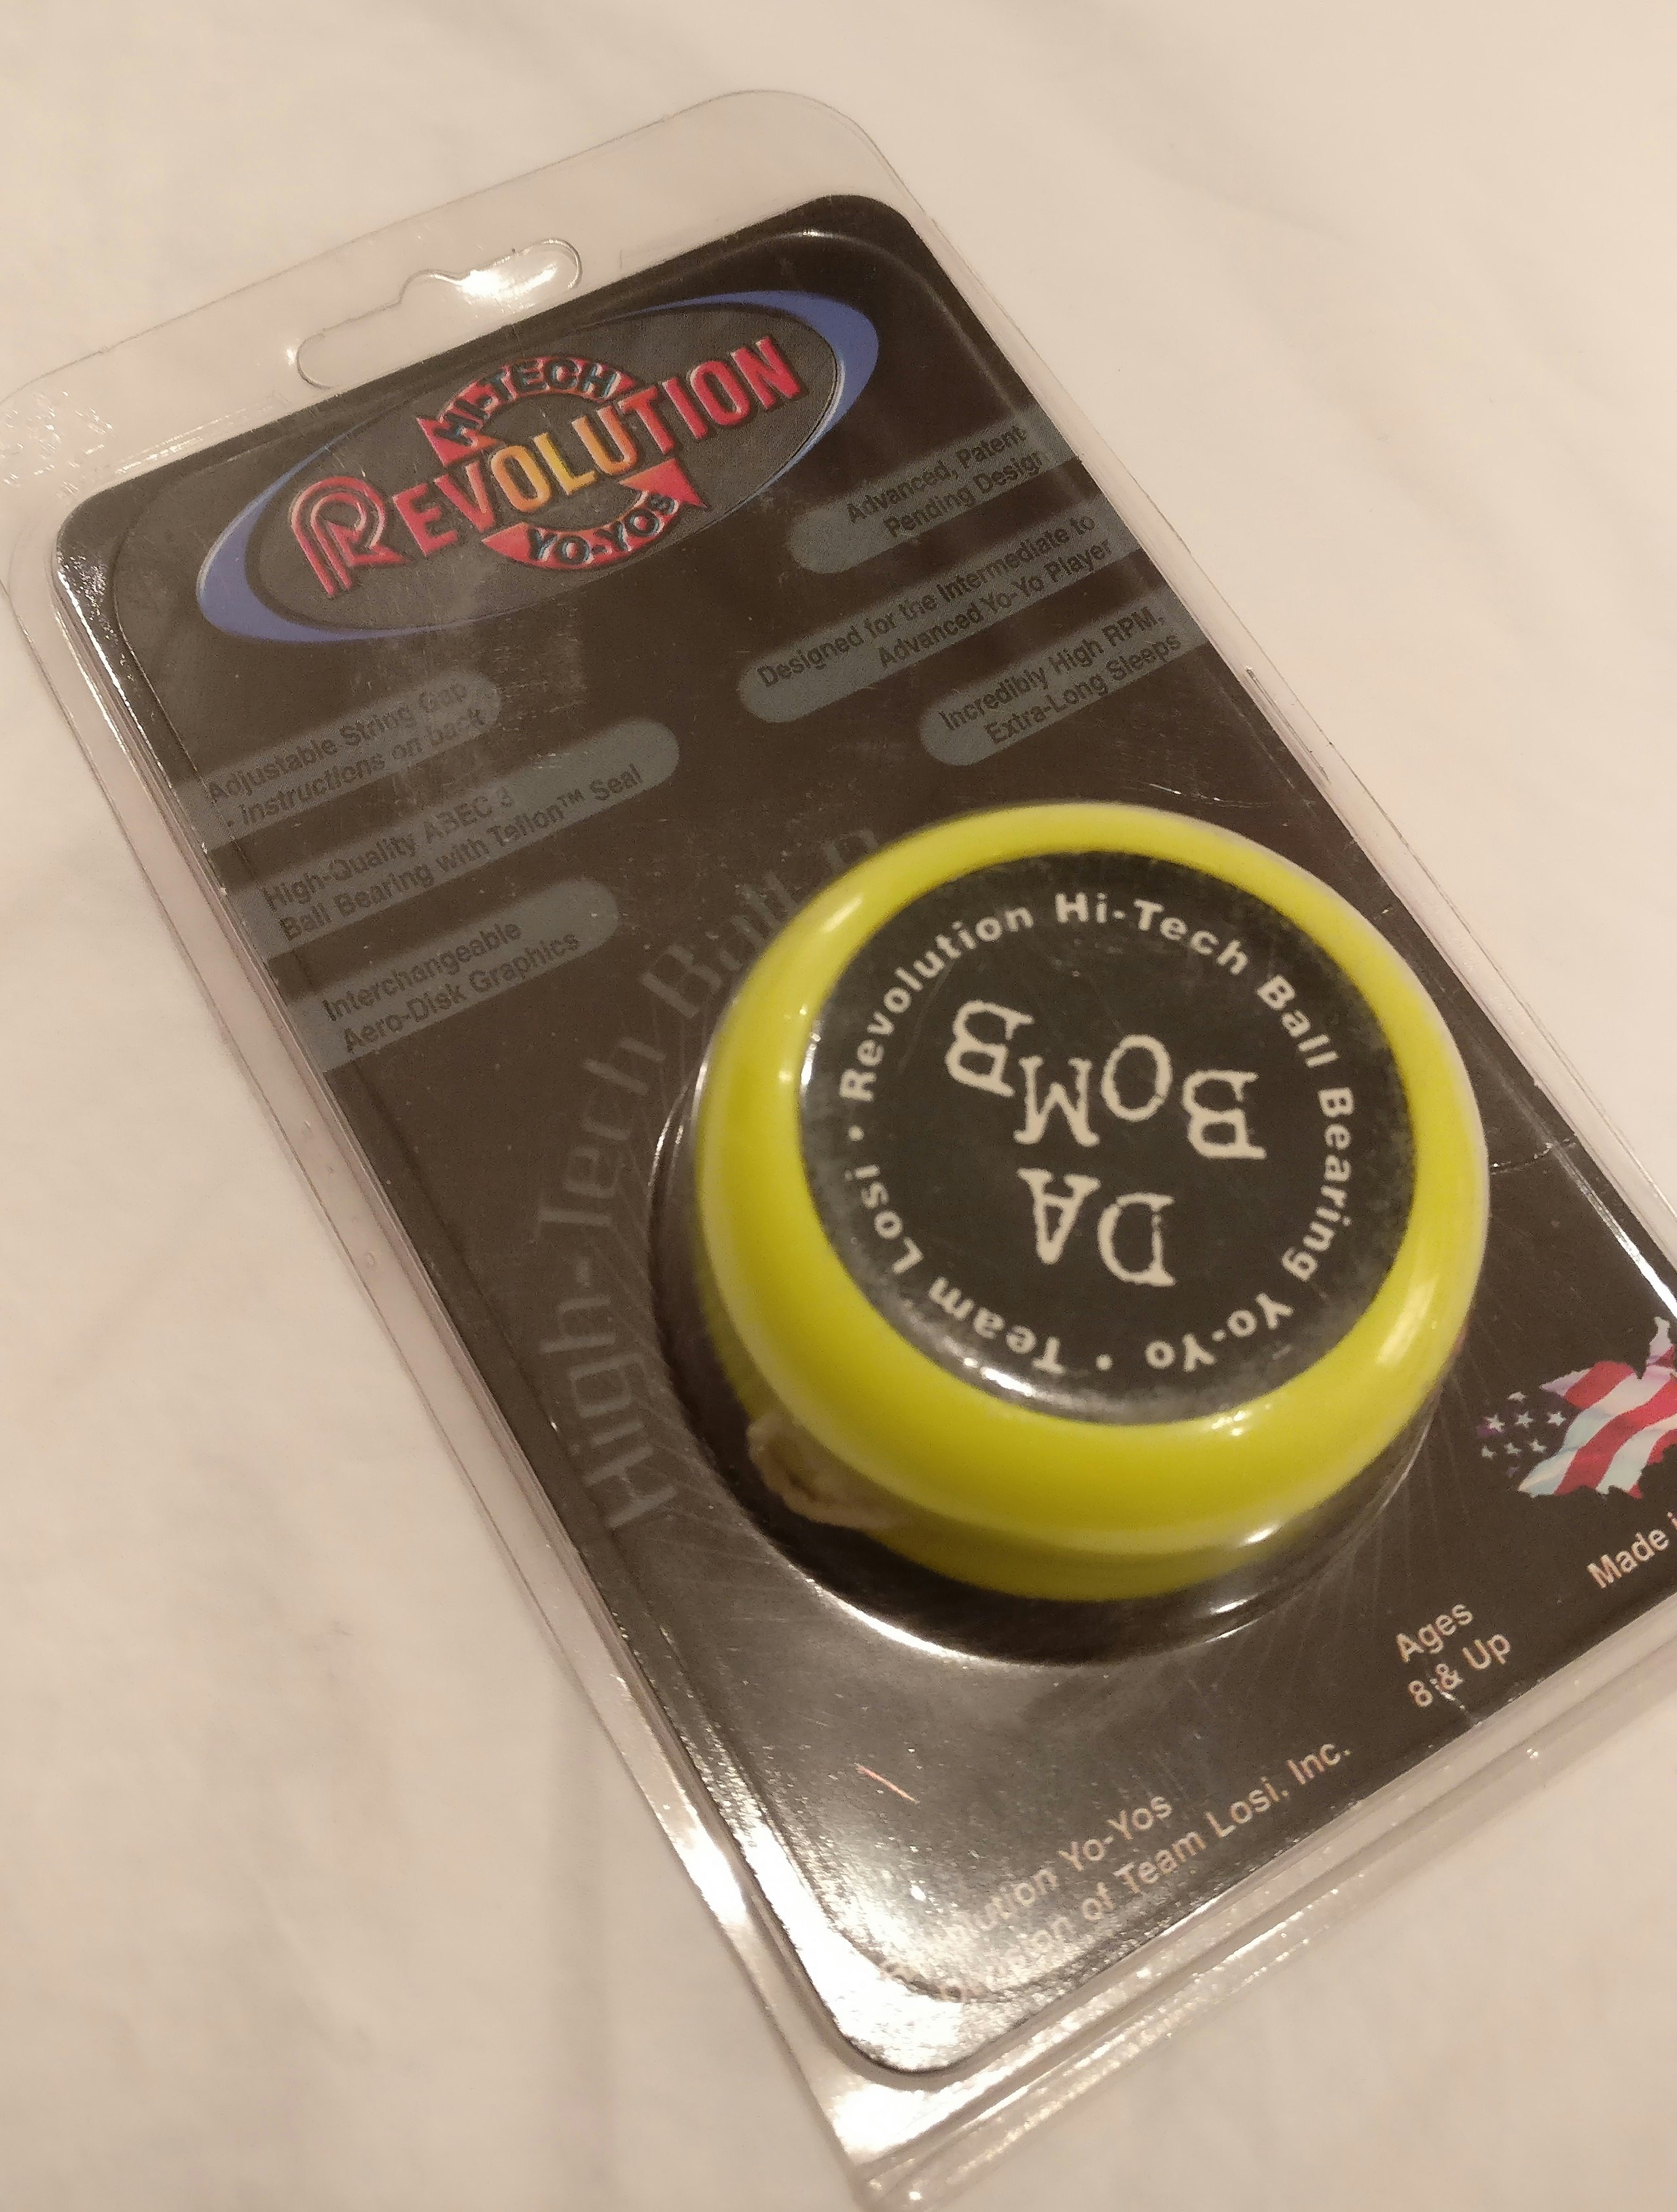 HI-TECH
REVOLUTION
YO-YOS
Advanced, Patent
Pending Design
Designed for the Intermediate to
Advanced Yo-Yo Player
Incredibly High RPM,
Extra-Long Sleeps
Adjustable String Gap
- instructions on back
High-Quality ABEC 3
Ball Bearing with Teflon™ Seal
Interchangeable
Aero-Disk Graphics
High-Tech Ball
Revolution Hi-Tech Ball Bearing Yo-Yo • Team Losi •
DA
BOMB
Made
Ages
8 & Up
Yo-Yos
of Team Losi, Inc.